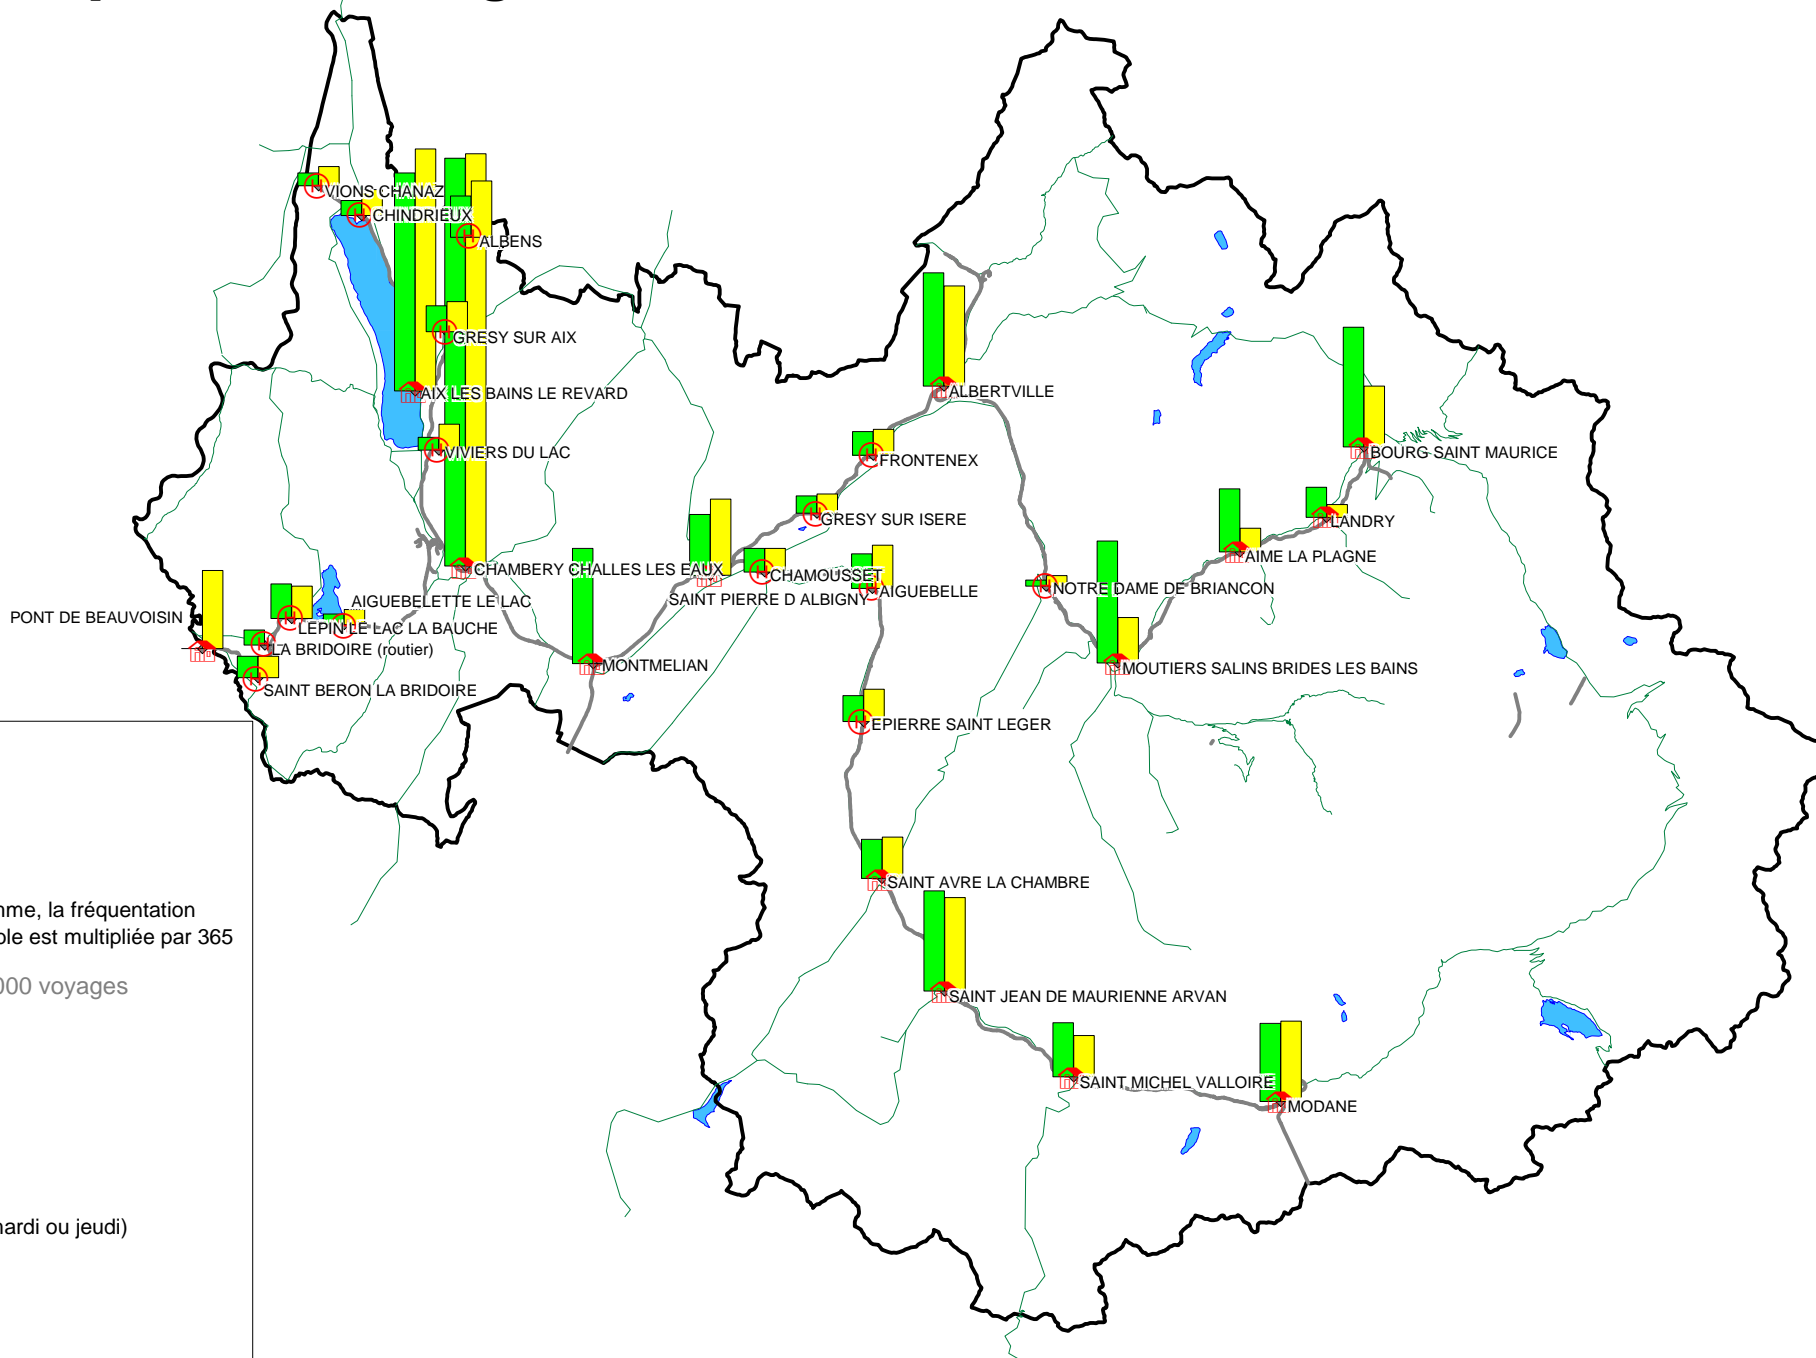 VIONS CHANAZ
CHINDRIEUX
ALBENS
GRESY SUR AIX
AIX LES BAINS LE REVARD
ALBERTVILLE
VIVIERS DU LAC
FRONTENEX
BOURG SAINT MAURICE
GRESY SUR ISERE
LANDRY
AIME LA PLAGNE
CHAMBERY CHALLES LES EAUX
CHAMOUSSET
SAINT PIERRE D ALBIGNY
AIGUEBELLE
NOTRE DAME DE BRIANCON
AIGUEBELETTE LE LAC
PONT DE BEAUVOISIN
LEPIN LE LAC LA BAUCHE
LA BRIDOIRE (routier)
MONTMELIAN
MOUTIERS SALINS BRIDES LES BAINS
SAINT BERON LA BRIDOIRE
EPIERRE SAINT LEGER
SAINT AVRE LA CHAMBRE
SAINT JEAN DE MAURIENNE ARVAN
SAINT MICHEL VALLOIRE
MODANE
mme, la fréquentation
ole est multipliée par 365
000 voyages
mardi ou jeudi)